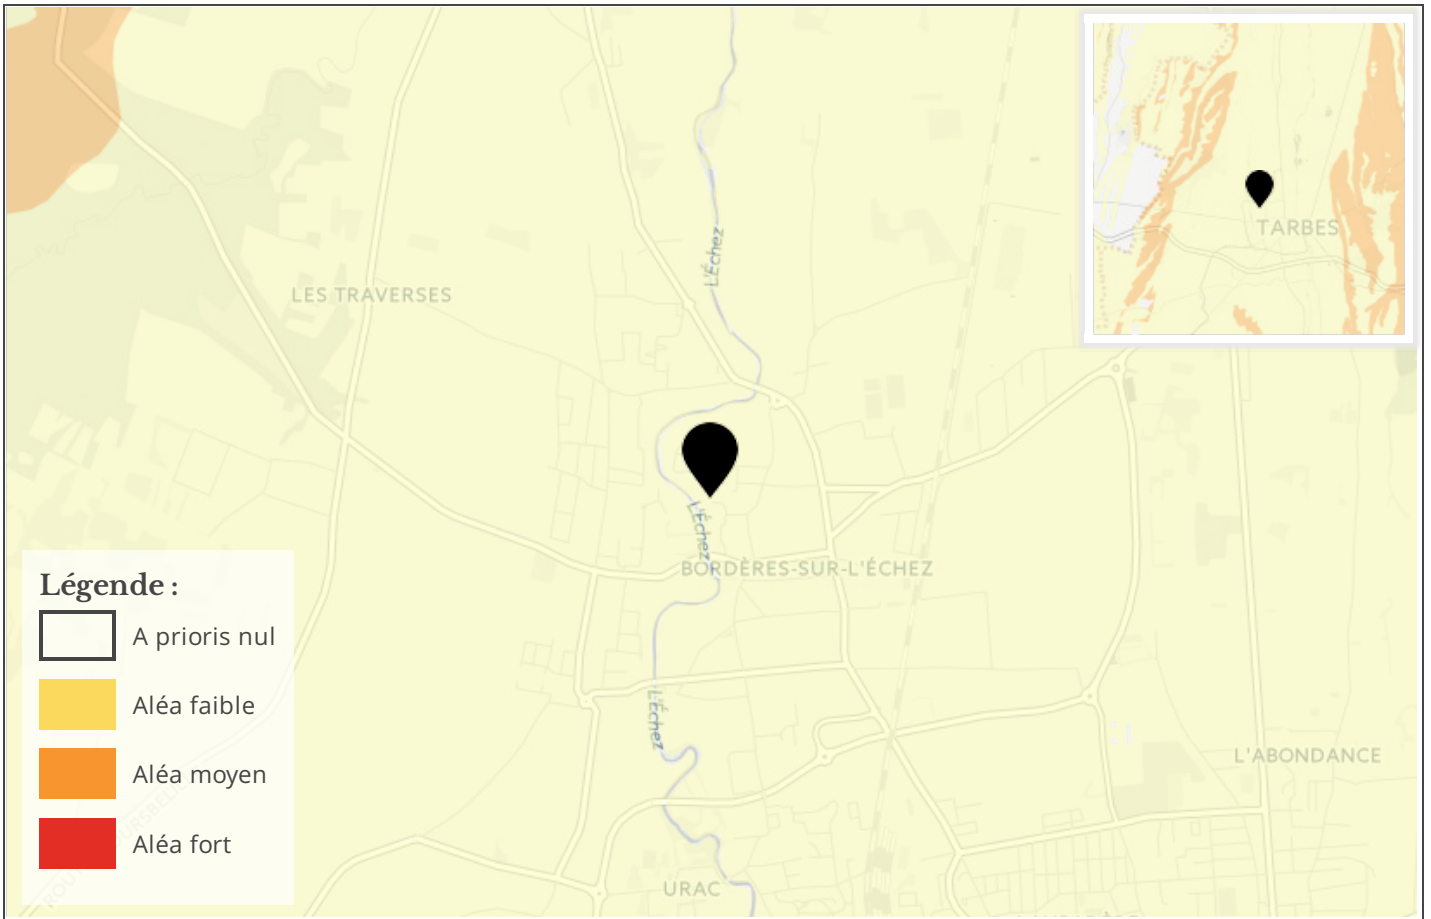 TARBES
L'Échez
LES TRAVERSES
L'Échez
BORDÈRES-SUR-L'ÉCHEZ
Légende :
A prioris nul
Aléa faible
Aléa moyen
Aléa fort
L'Échez
L'ABONDANCE
URAC